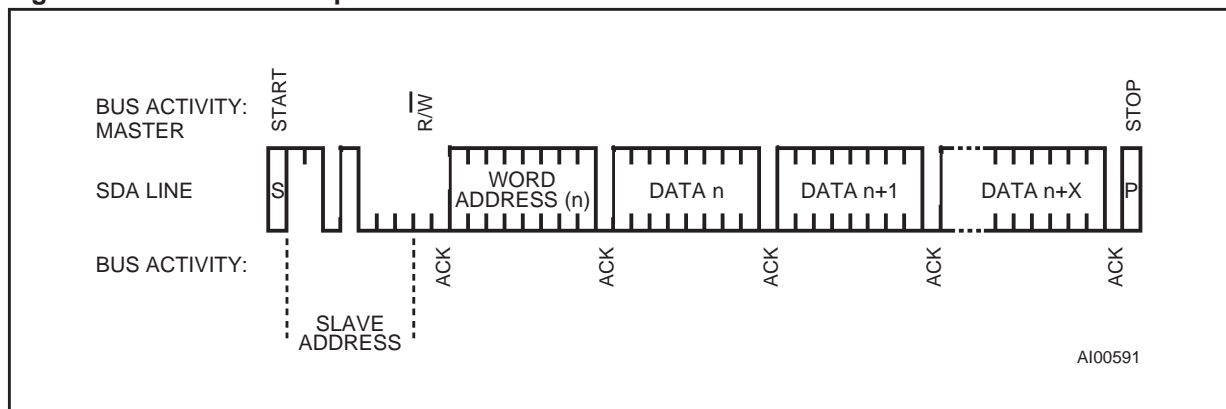 BUS ACTIVITY:
MASTER
START
R/W
STOP
SDA LINE
S
WORD
ADDRESS (n)
DATA n
DATA n+1
DATA n+X
P
BUS ACTIVITY:
ACK
ACK
ACK
ACK
ACK
SLAVE
ADDRESS
AI00591